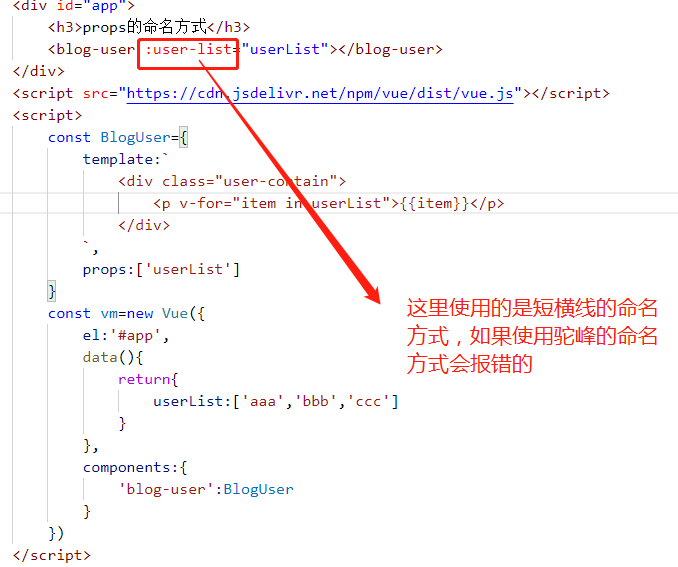 <div id="app">
<h3>props的命名方式</h3>
<blog-user :user-list="userList"></blog-user>
</div>
<script src="https://cdn.jsdelivr.net/npm/vue/dist/vue.js"></script>
<script>
const BlogUser={
template:`
<div class="user-contain">
<p v-for="item in userList">{{item}}</p>
</div>
`,
props:['userList']
}
const vm=new Vue({
el:'#app',
data(){
return{
userList:['aaa','bbb','ccc']
}
},
components:{
'blog-user':BlogUser
}
})
</script>
这里使用的是短横线的命名
方式，如果使用驼峰的命名
方式会报错的